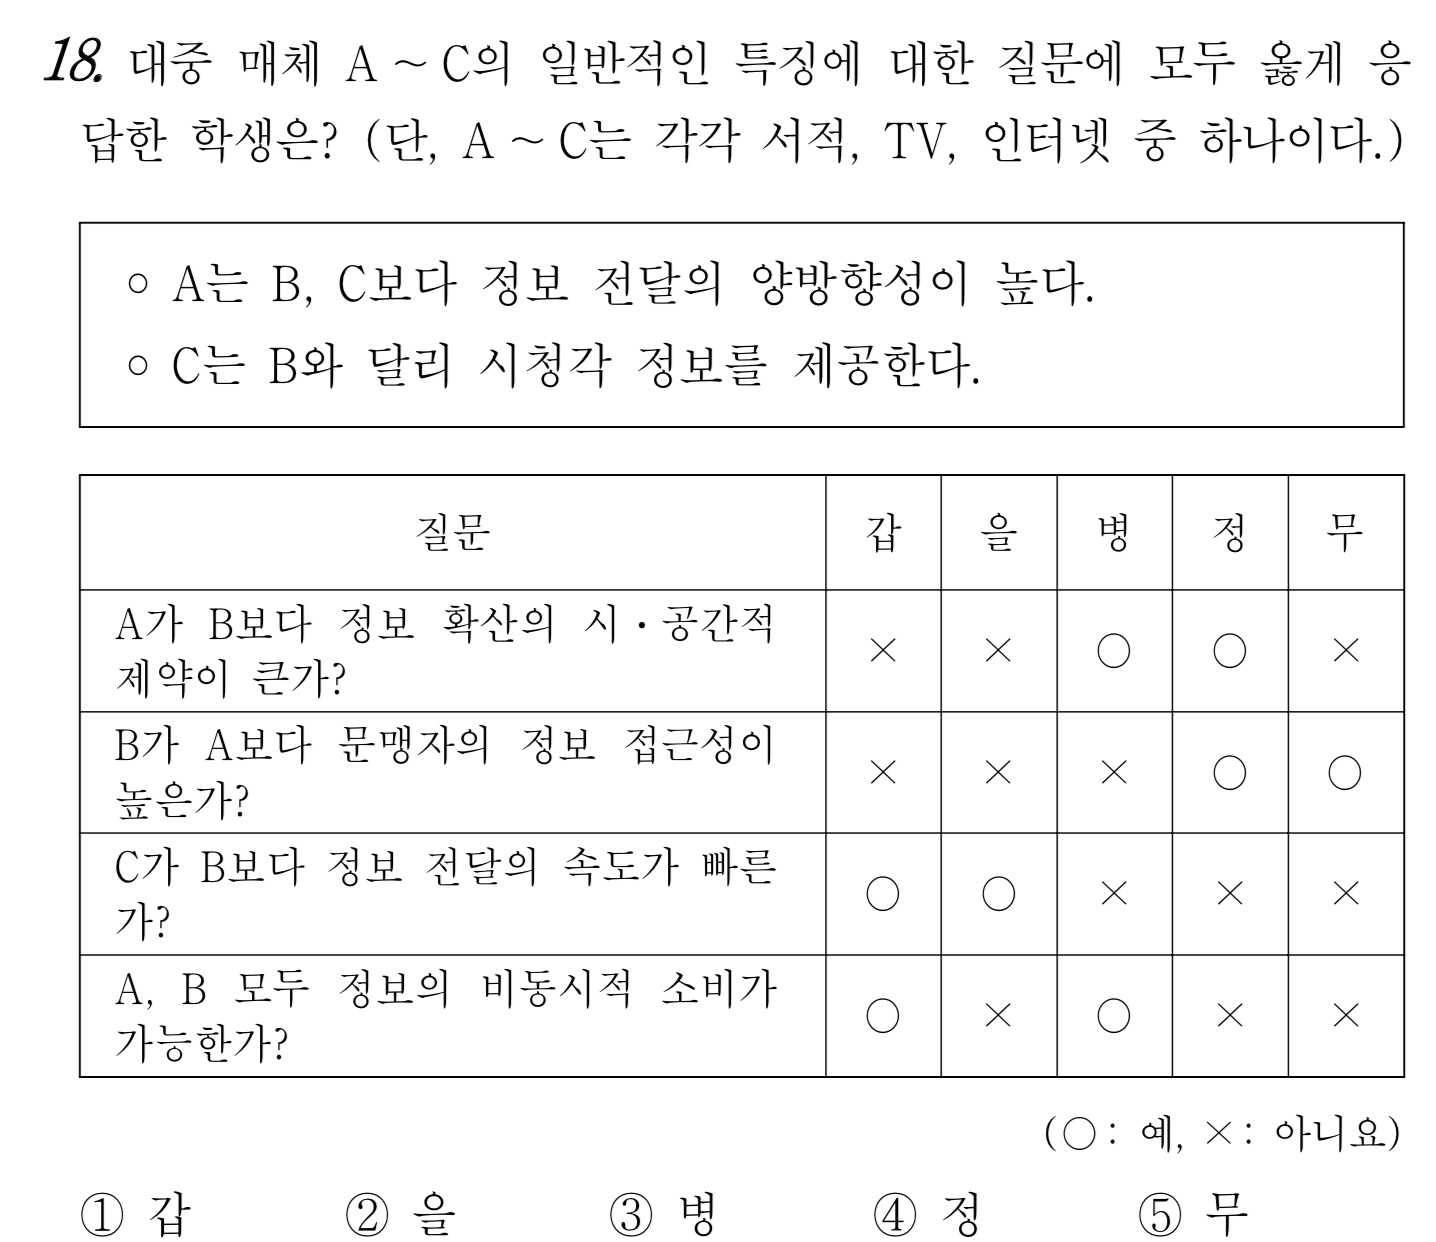 18. 대중 매체 A ~ C의 일반적인 특징에 대한 질문에 모두 옳게 응
답한 학생은? (단, A ~ C는 각각 서적, TV, 인터넷 중 하나이다.)
○ A는 B, C보다 정보 전달의 양방향성이 높다.
○ C는 B와 달리 시청각 정보를 제공한다.
질문 갑 을 병 정 무
A가 B보다 정보 확산의 시·공간적
제약이 큰가? × × ○ ○ ×
B가 A보다 문맹자의 정보 접근성이
높은가? × × × ○ ○
C가 B보다 정보 전달의 속도가 빠른
가? ○ ○ × × ×
A, B 모두 정보의 비동시적 소비가
가능한가? ○ × ○ × ×
(○: 예, ×: 아니요)
① 갑 ② 을 ③ 병 ④ 정 ⑤ 무